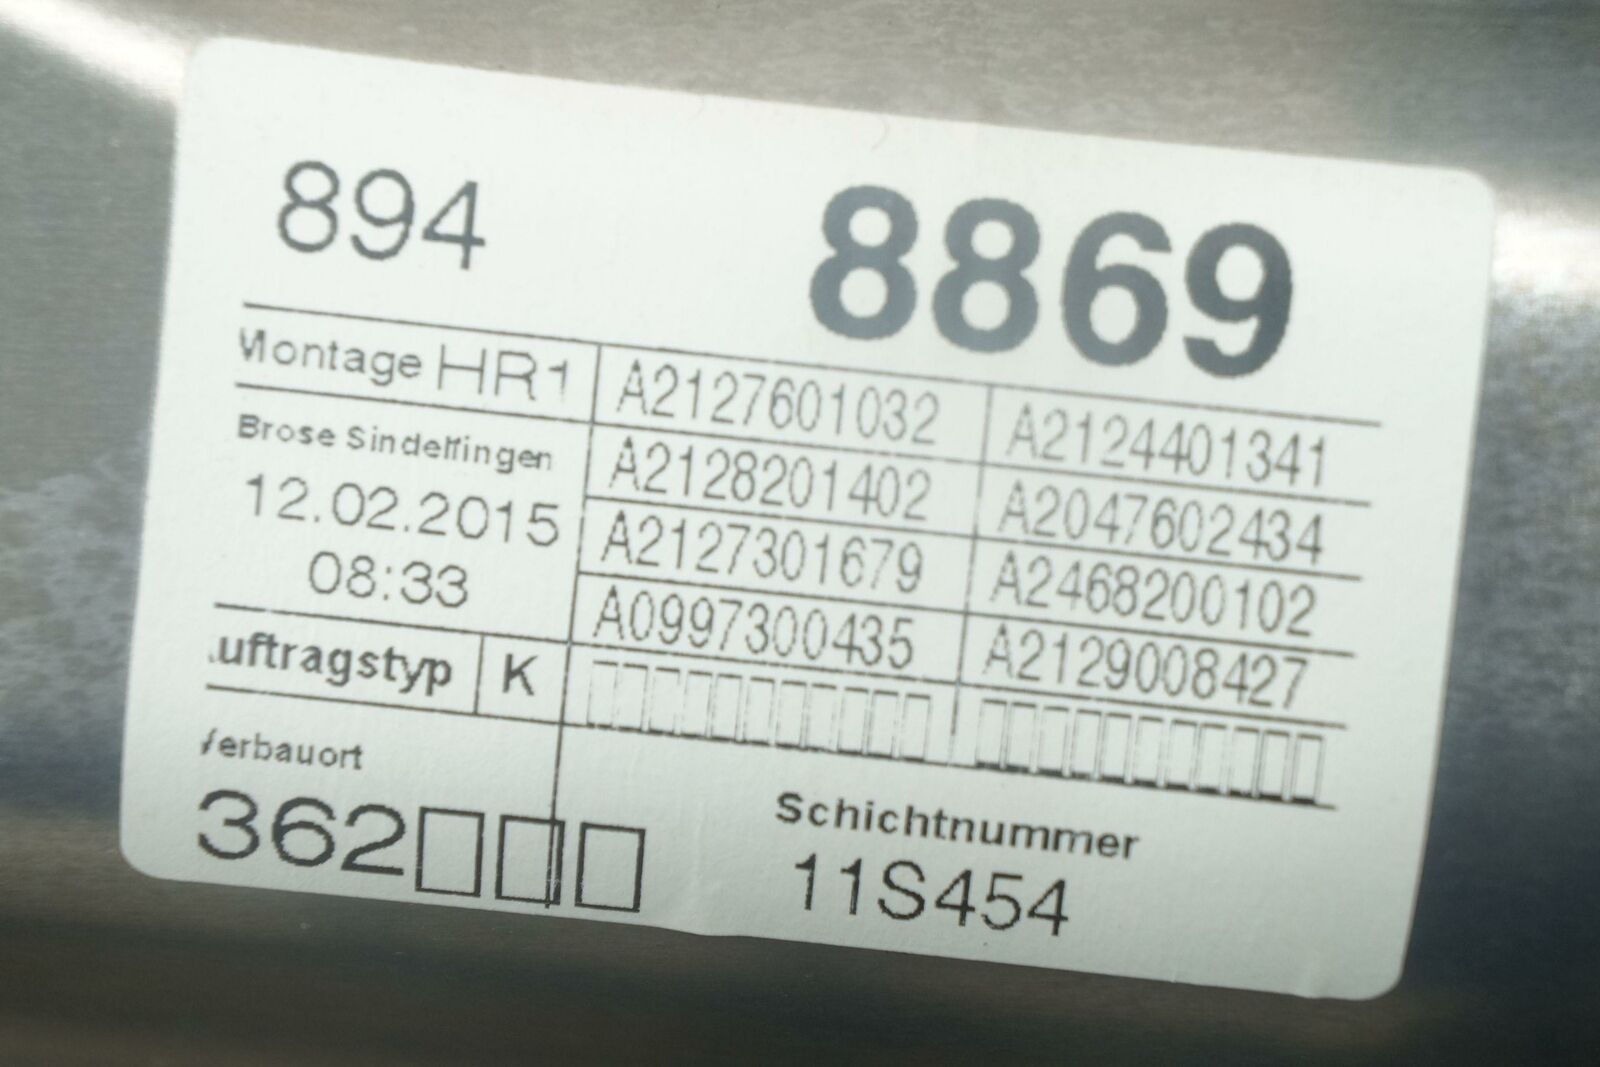 894 8869
Montage HR1 A2127601032 A2124401341
Brose Sindelfingen A2128201402 A2047602434
12.02.2015 A2127301679 A2468200102
08:33 A0997300435 A2129008427
uftragstyp K
Verbauort
362□□□
Schichtnummer
11S454